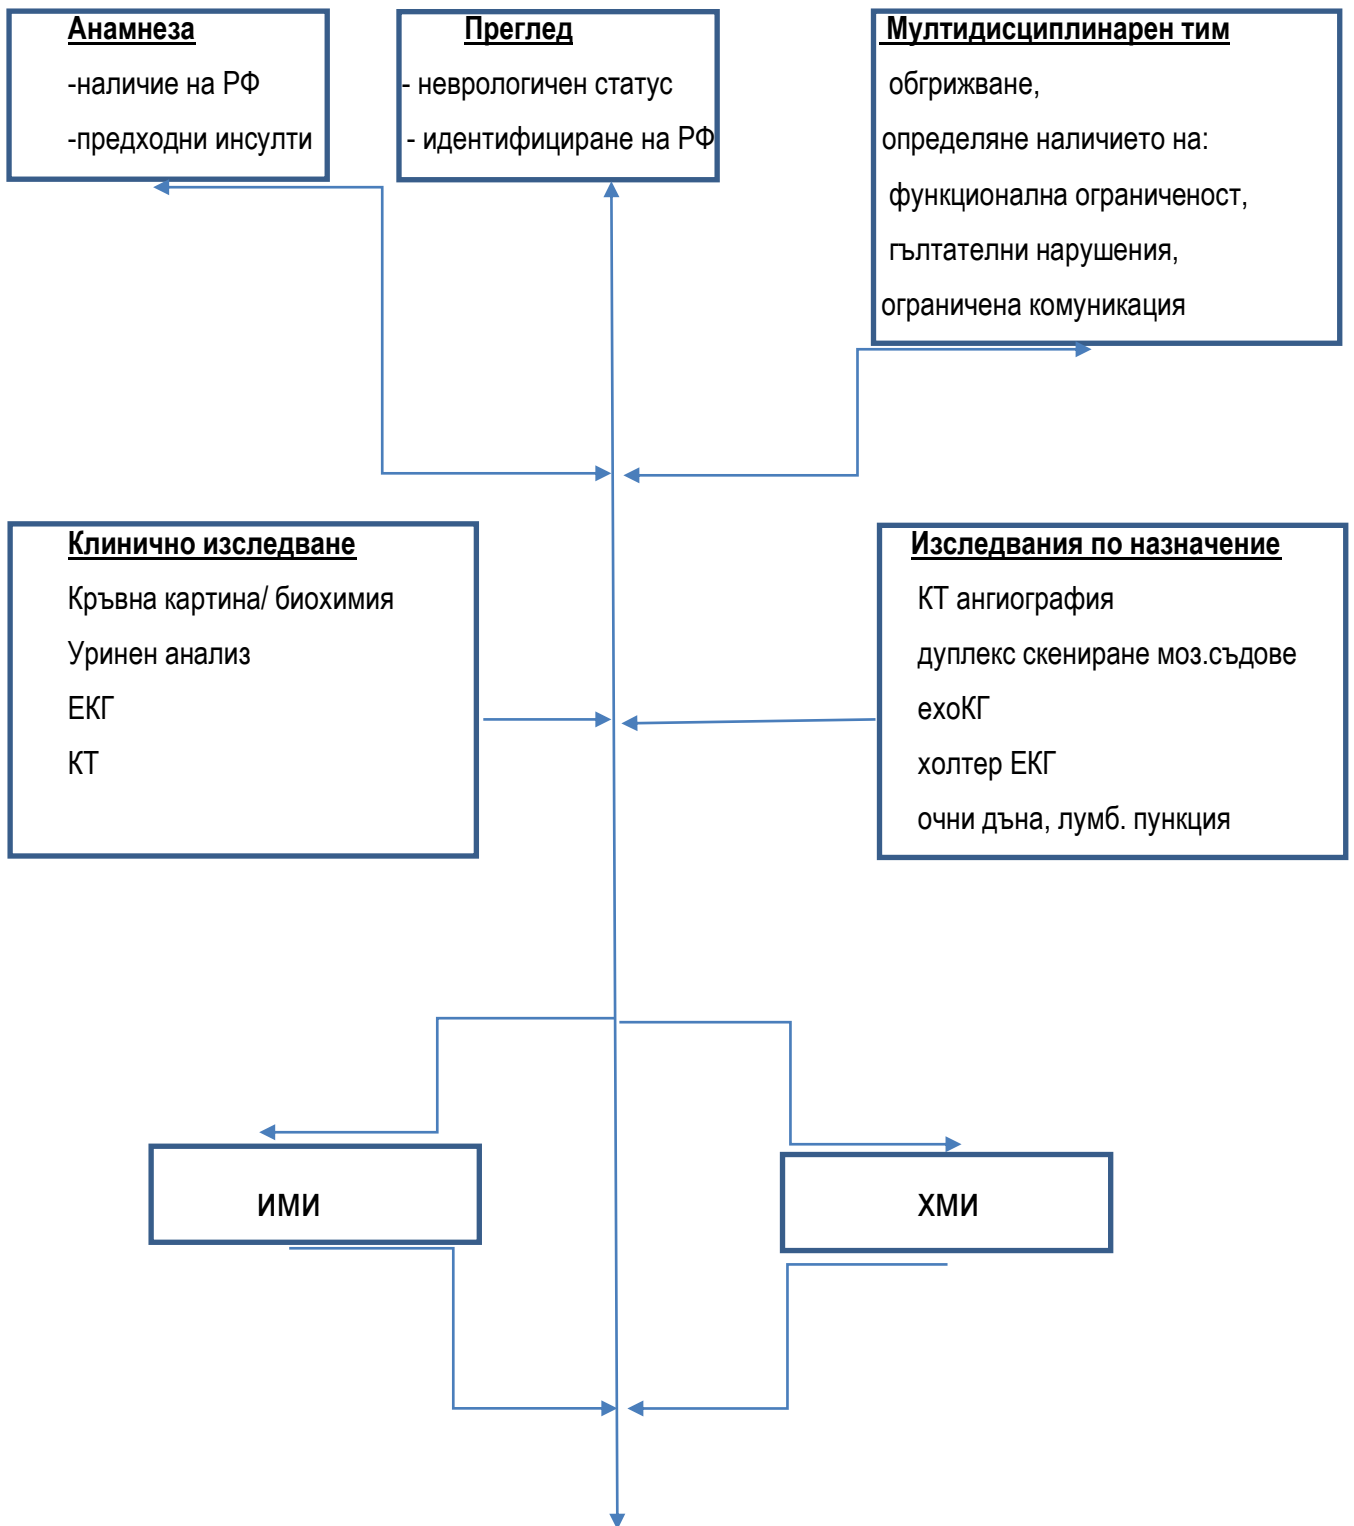 Анамнеза
-наличие на РФ
-предходни инсулти
Преглед
- неврологичен статус
- идентифициране на РФ
Мултидисциплинарен тим
обгрижване,
определяне наличието на:
функционална ограниченост,
гълтателни нарушения,
ограничена комуникация
Клинично изследване
Кръвна картина/ биохимия
Уринен анализ
ЕКГ
КТ
Изследвания по назначение
КТ ангиография
дуплекс скениране моз.съдове
ехоКГ
холтер ЕКГ
очни дъна, лумб. пункция
ИМИ
ХМИ